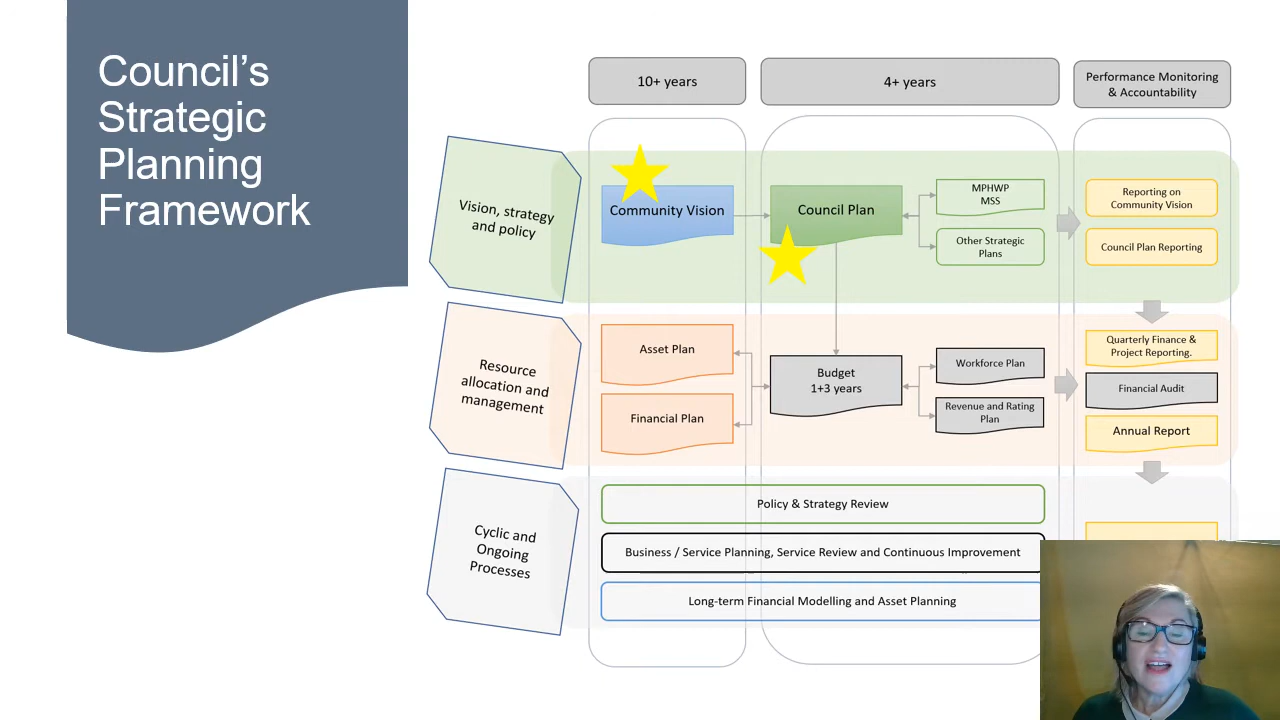 Council's
Strategic
Planning
Framework
10+ years
4+ years
Performance Monitoring
& Accountability
Vision, strategy
and policy
Community Vision
Council Plan
MPHWP
MSS
Other Strategic
Plans
Reporting on
Community Vision
Council Plan Reporting
Resource
allocation and
management
Asset Plan
Financial Plan
Budget
1+3 years
Workforce Plan
Revenue and Rating
Plan
Quarterly Finance &
Project Reporting.
Financial Audit
Annual Report
Cyclic and
Ongoing
Processes
Policy & Strategy Review
Business / Service Planning, Service Review and Continuous Improvement
Long-term Financial Modelling and Asset Planning